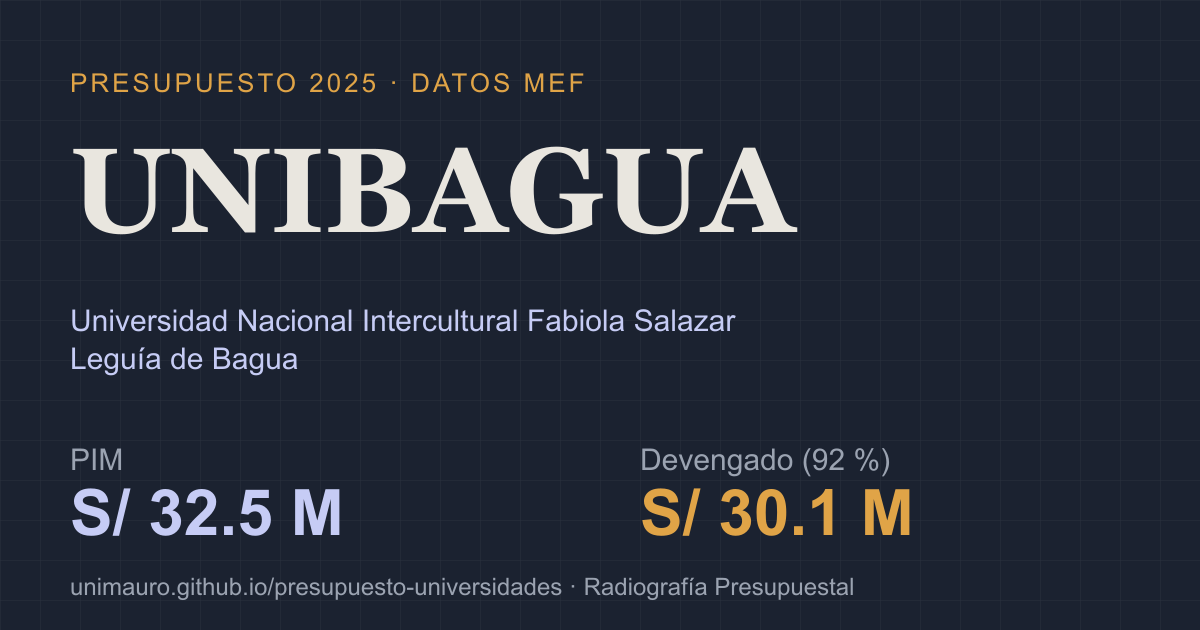 PRESUPUESTO 2025 · DATOS MEF
UNIBAGUA
Universidad Nacional Intercultural Fabiola Salazar
Leguía de Bagua
PIM
S/ 32.5 M
Devengado (92 %)
S/ 30.1 M
unimauro.github.io/presupuesto-universidades · Radiografía Presupuestal